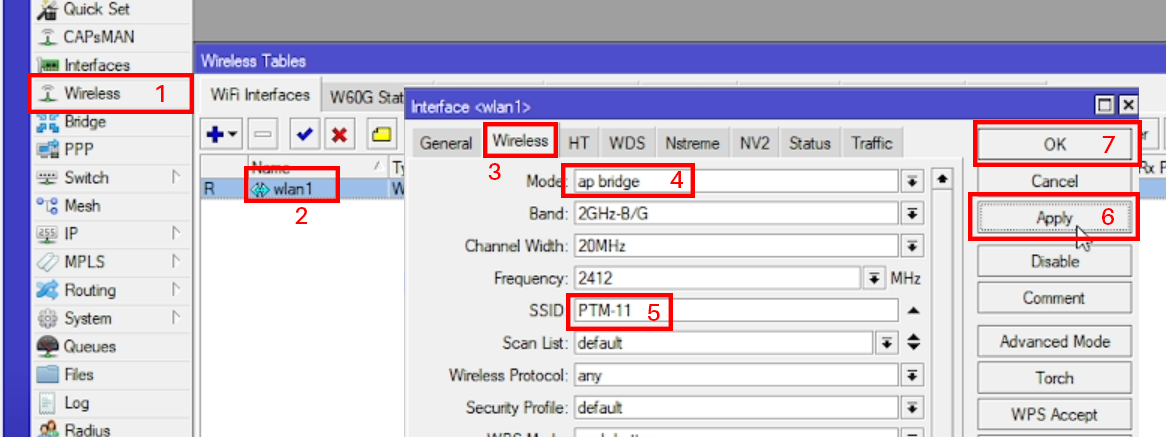 Quick Set
CAPsMAN
Interfaces
Wireless 1
Bridge
PPP
Switch
Mesh
IP
MPLS
Routing
System
Queues
Files
Log
Radius
Wireless Tables
WiFi Interfaces W60G Stat
Name
R wlan1
2
Interface <wlan1>
General Wireless HT WDS Nstreme NV2 Status Traffic
3
Mode: ap bridge 4
Band: 2GHz-B/G
Channel Width: 20MHz
Frequency: 2412 MHz
SSID PTM-11 5
Scan List: default
Wireless Protocol: any
Security Profile: default
OK 7
Cancel
Apply 6
Disable
Comment
Advanced Mode
Torch
WPS Accept
Rx P